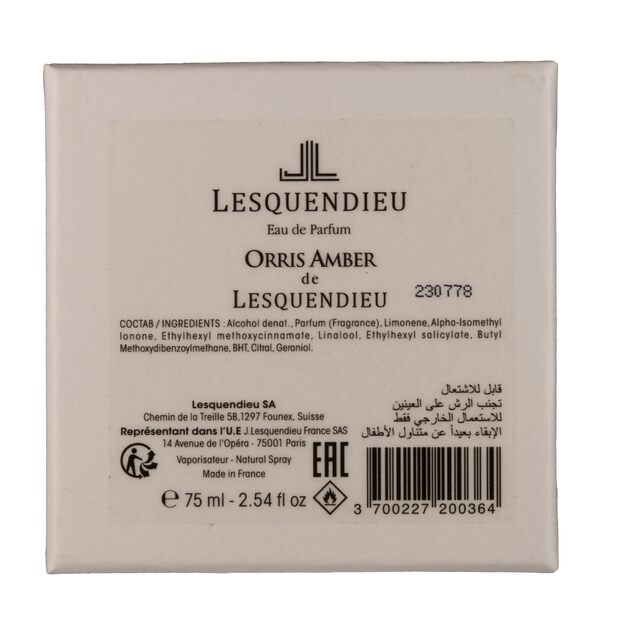 JL
LESQUENDIEU
Eau de Parfum
ORRIS AMBER
de
LESQUENDIEU
230778
СОСТАВ / INGREDIENTS : Alcohol denat., Parfum (Fragrance), Limonene, Alpha-Isomethyl
Ionone, Ethylhexyl methoxycinnamate, Linalool, Ethylhexyl salicylate, Butyl
Methoxydibenzoylmethane, BHT, Citral, Geraniol.
Lesquendieu SA
Chemin de la Treille 5B, 1297 Founex, Suisse
Représentant dans l'U.E J.Lesquendieu France SAS
14 Avenue de l'Opéra - 75001 Paris
Vaporisateur - Natural Spray
Made in France
℮ 75 ml - 2.54 fl oz
EAC
قابل للاشتعال
تجنب الرش على العينين
للاستعمال الخارجي فقط
الإبقاء بعيداً عن متناول الأطفال
3 700227 200364